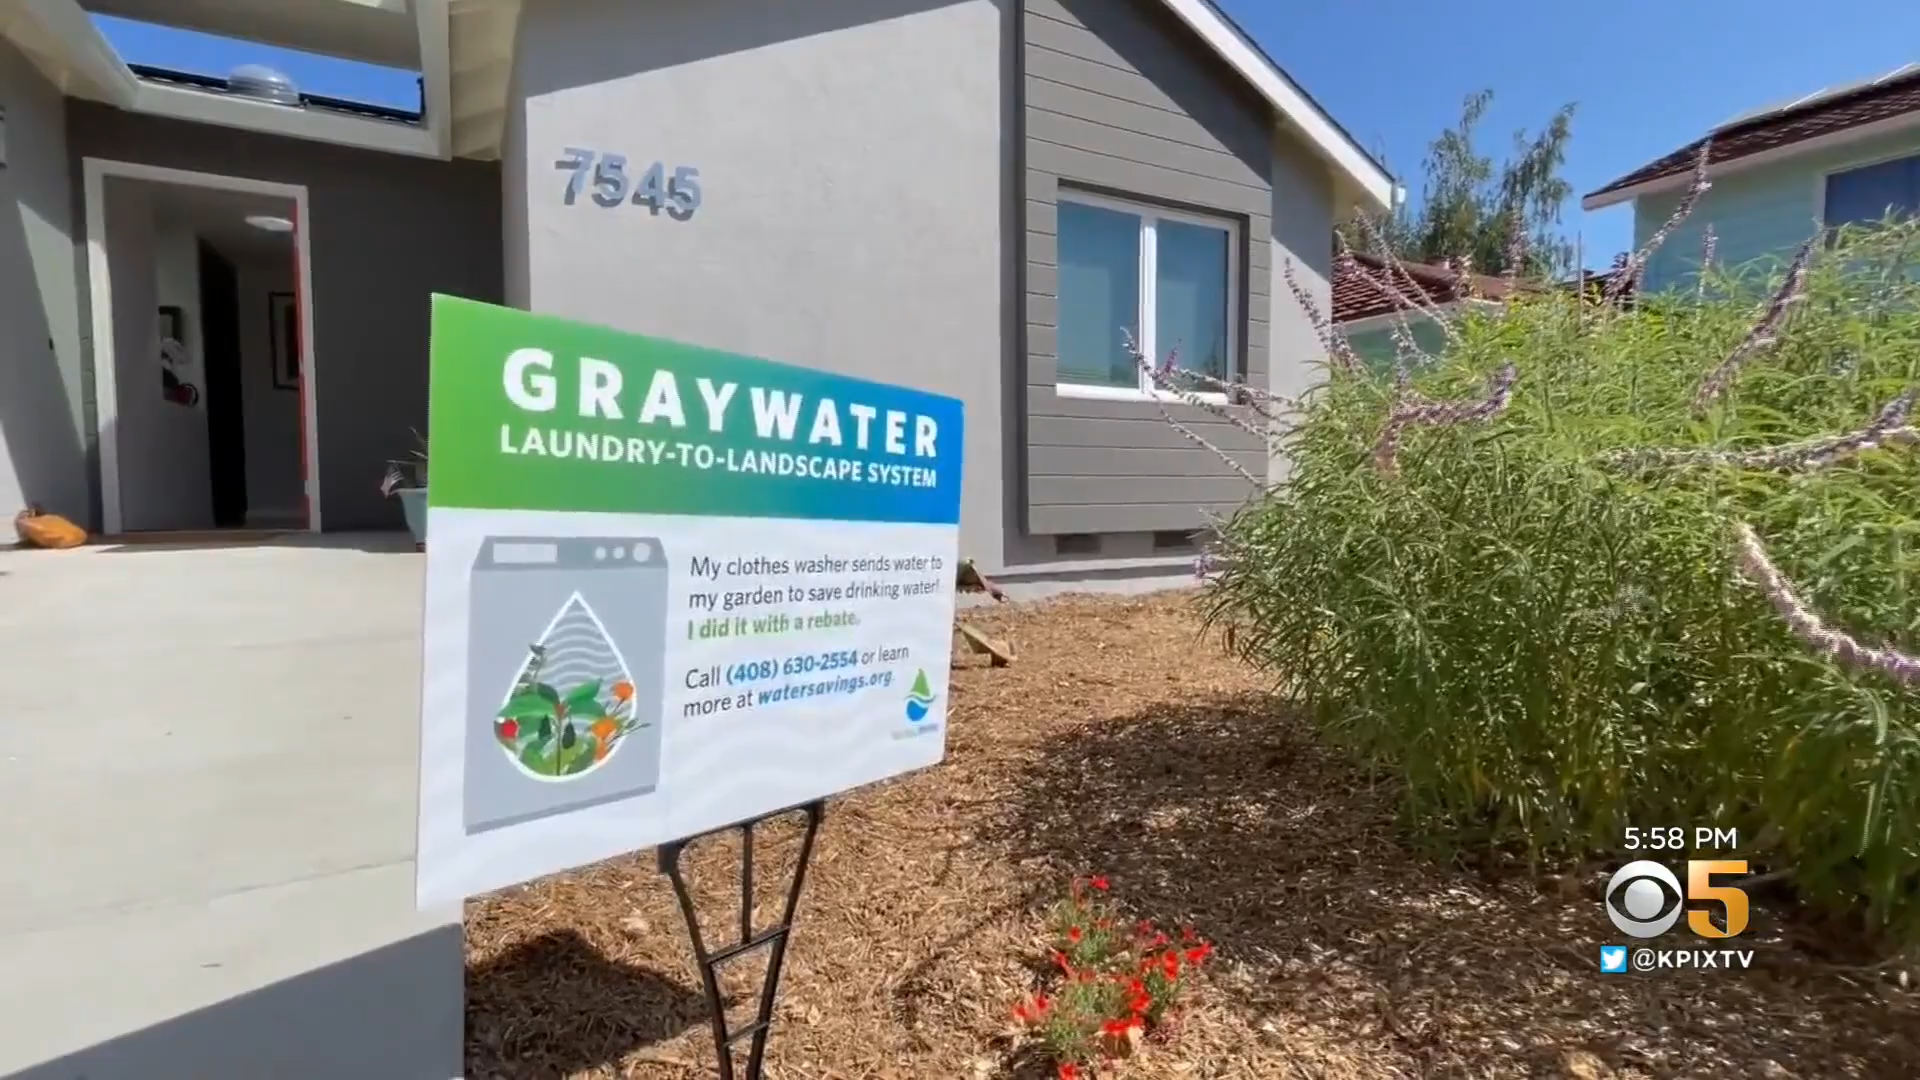 7545
GRAYWATER
LAUNDRY-TO-LANDSCAPE SYSTEM
My clothes washer sends water to
my garden to save drinking water!
I did it with a rebate.
Call (408) 630-2554 or learn
more at watersavings.org
5:58 PM
5
@KPIXTV